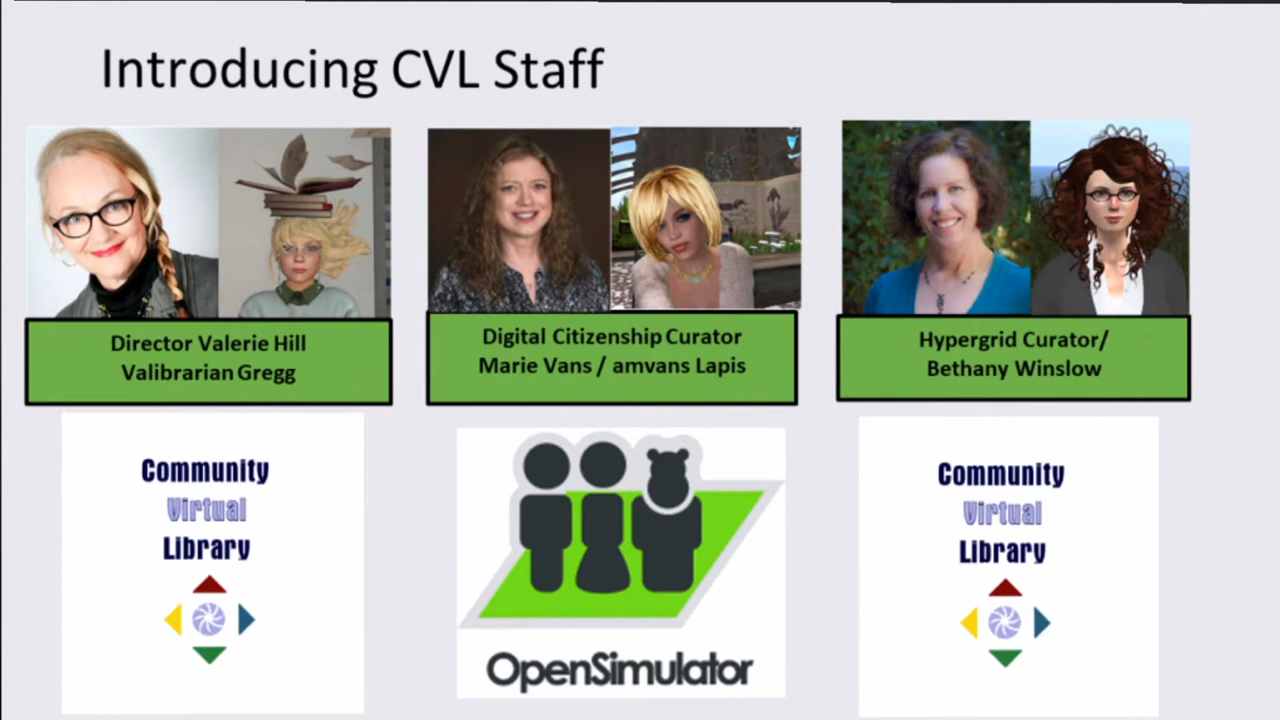 Introducing CVL Staff
Director Valerie Hill
Valibrarian Gregg
Digital Citizenship Curator
Marie Vans / amvans Lapis
Hypergrid Curator/
Bethany Winslow
Community
Virtual
Library
OpenSimulator
Community
Virtual
Library